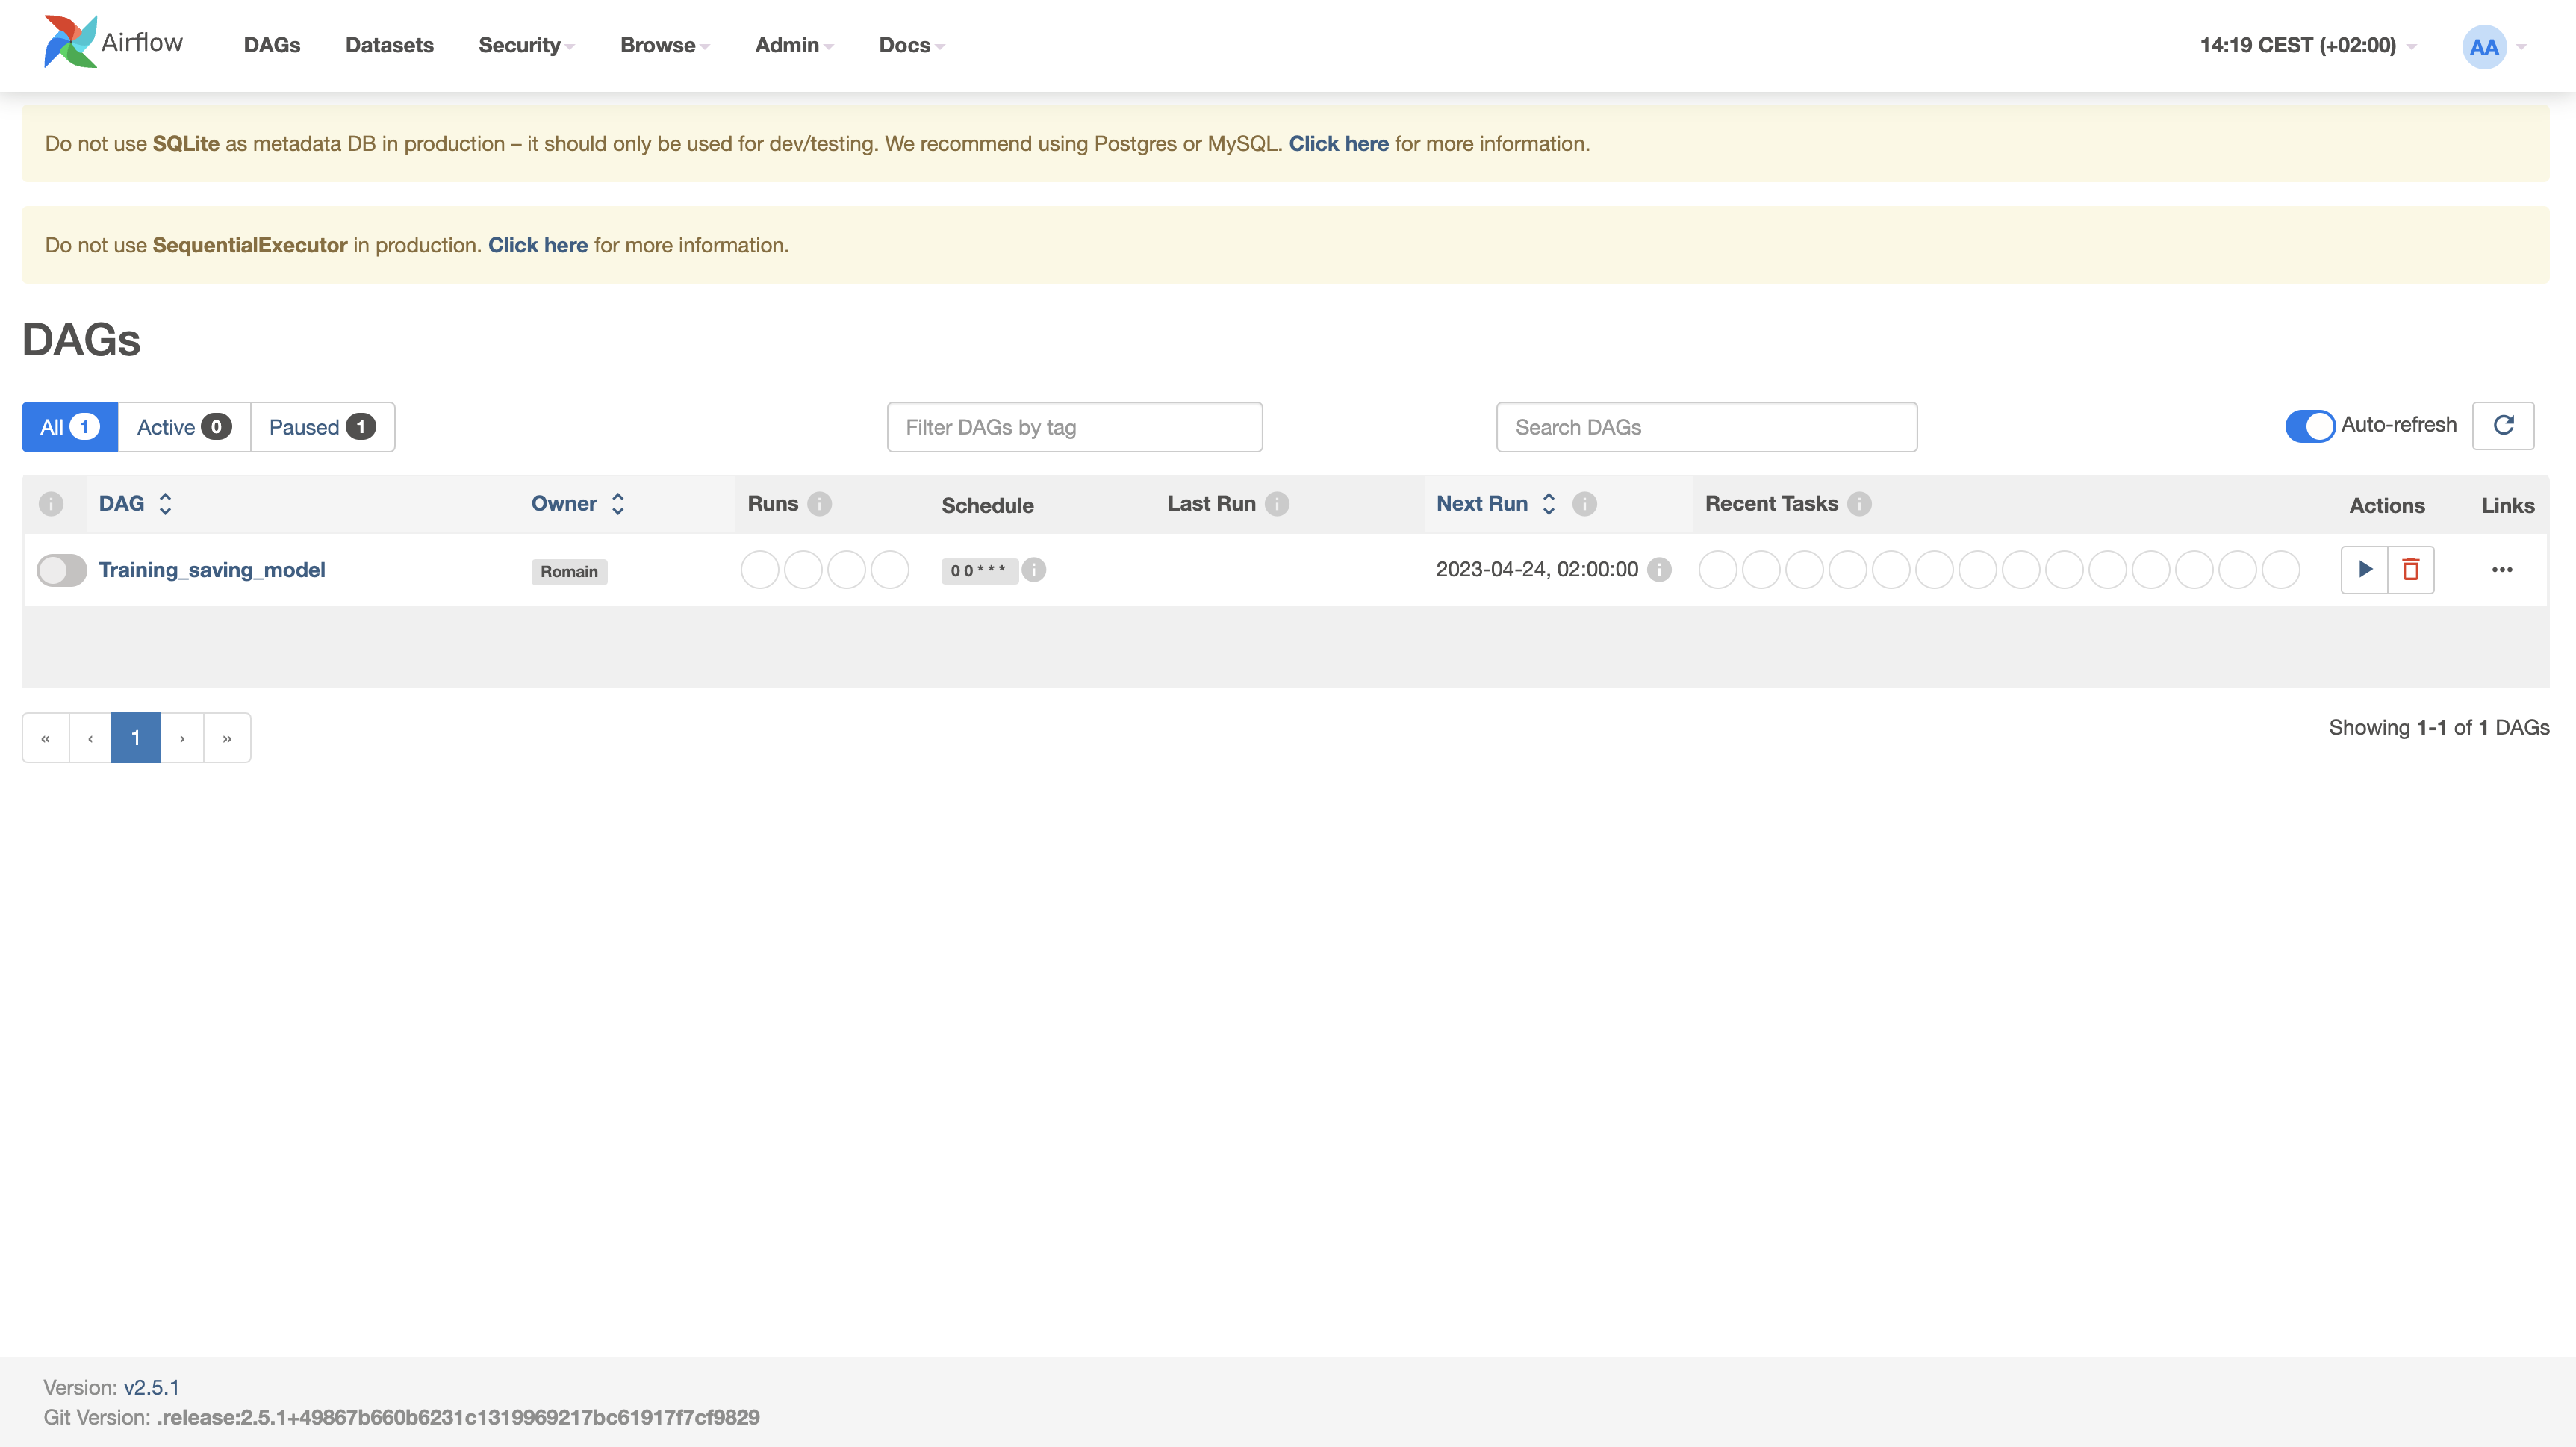 Airflow DAGs Datasets Security Browse Admin Docs 14:19 CEST (+02:00) AA
Do not use SQLite as metadata DB in production – it should only be used for dev/testing. We recommend using Postgres or MySQL. Click here for more information.
Do not use SequentialExecutor in production. Click here for more information.
DAGs
All 1 Active 0 Paused 1 Filter DAGs by tag Search DAGs Auto-refresh
DAG Owner Runs Schedule Last Run Next Run Recent Tasks Actions Links
Training_saving_model Romain 0 0 * * * 2023-04-24, 02:00:00
« ‹ 1 › » Showing 1-1 of 1 DAGs
Version: v2.5.1
Git Version: .release:2.5.1+49867b660b6231c1319969217bc61917f7cf9829